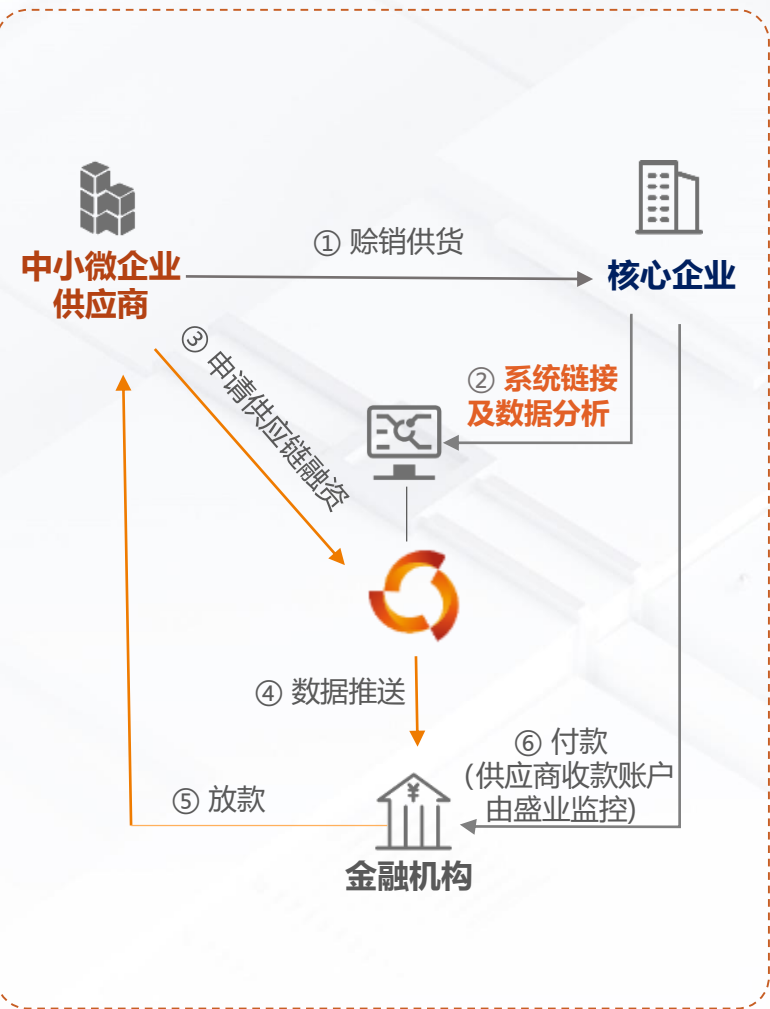 ① 赊销供货
中小微企业
供应商
核心企业
③ 申请供应链融资
② 系统链接
及数据分析
④ 数据推送
⑥ 付款
(供应商收款账户
由盛业监控)
⑤ 放款
¥
金融机构